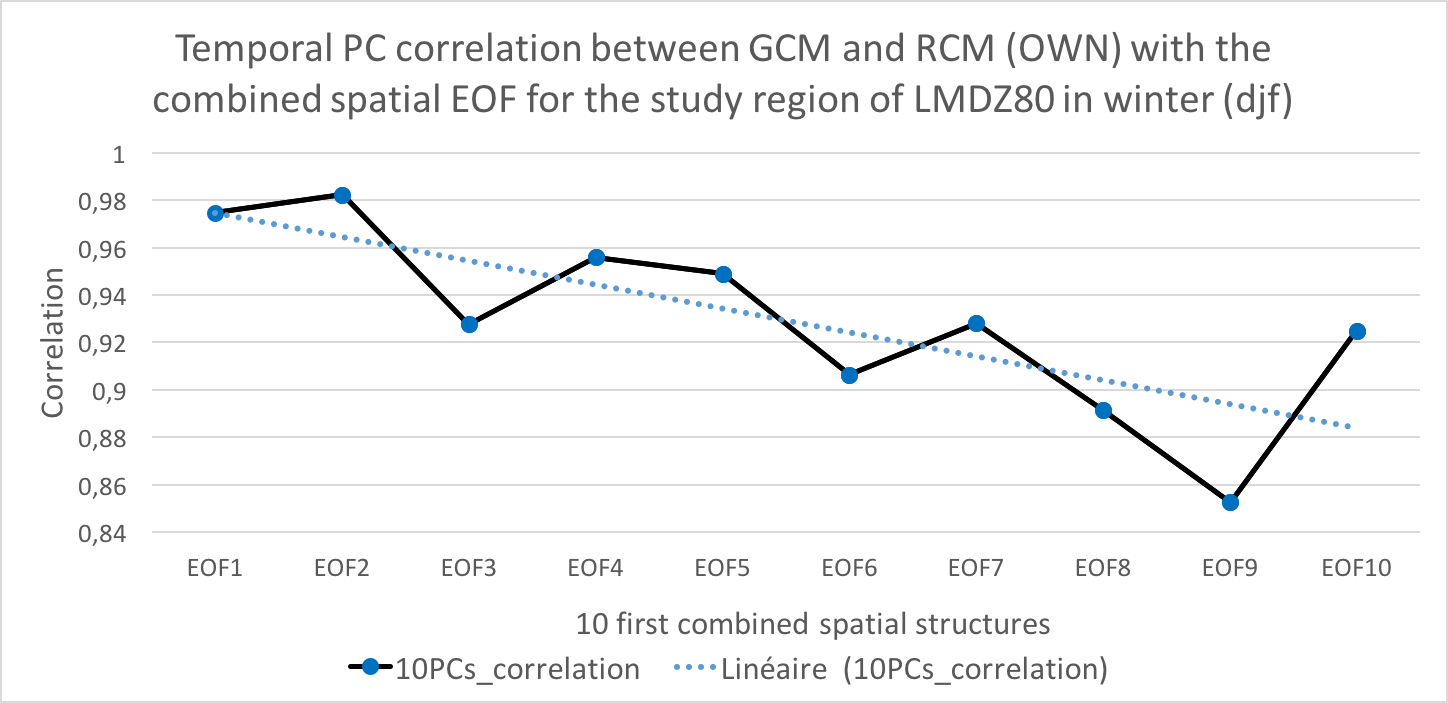 Temporal PC correlation between GCM and RCM (OWN) with the
combined spatial EOF for the study region of LMDZ80 in winter (djf)
1
0,98
0,96
0,94
0,92
0,9
0,88
0,86
0,84
Correlation
EOF1 EOF2 EOF3 EOF4 EOF5 EOF6 EOF7 EOF8 EOF9 EOF10
10 first combined spatial structures
10PCs_correlation Linéaire (10PCs_correlation)